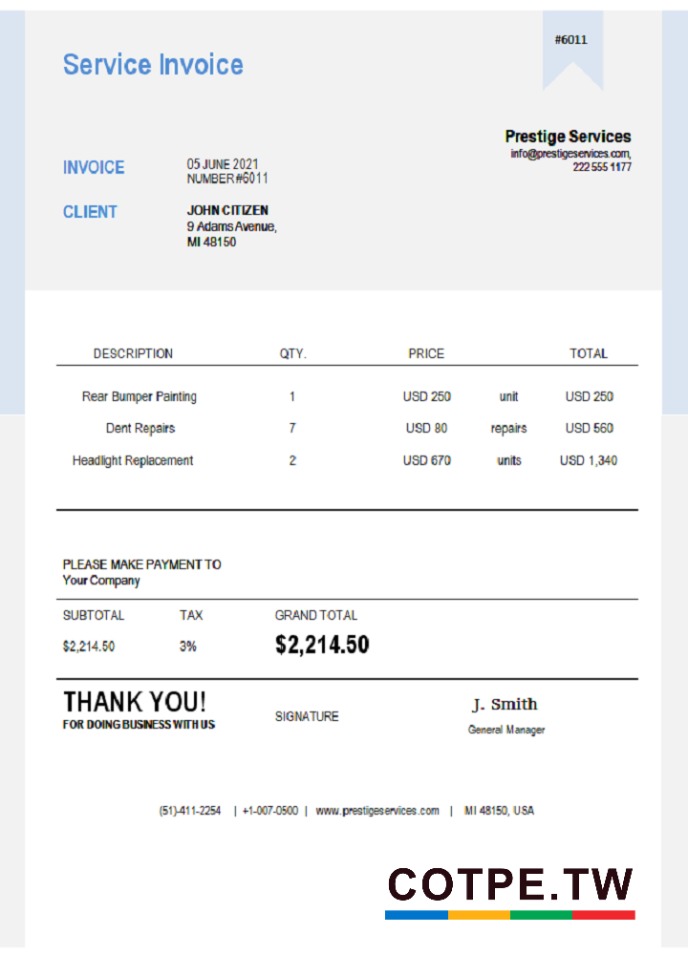 #6011
Service Invoice
Prestige Services
info@prestigeservices.com,
222 555 1177
INVOICE 05 JUNE 2021
NUMBER #6011
CLIENT JOHN CITIZEN
9 Adams Avenue,
MI 48150
DESCRIPTION QTY. PRICE TOTAL
Rear Bumper Painting 1 USD 250 unit USD 250
Dent Repairs 7 USD 80 repairs USD 560
Headlight Replacement 2 USD 670 units USD 1,340
PLEASE MAKE PAYMENT TO
Your Company
SUBTOTAL TAX GRAND TOTAL
$2,214.50 3% $2,214.50
THANK YOU!
FOR DOING BUSINESS WITH US
SIGNATURE
J. Smith
General Manager
(51)-411-2254 | +1-007-0500 | www.prestigeservices.com | MI 48150, USA
COTPE.TW